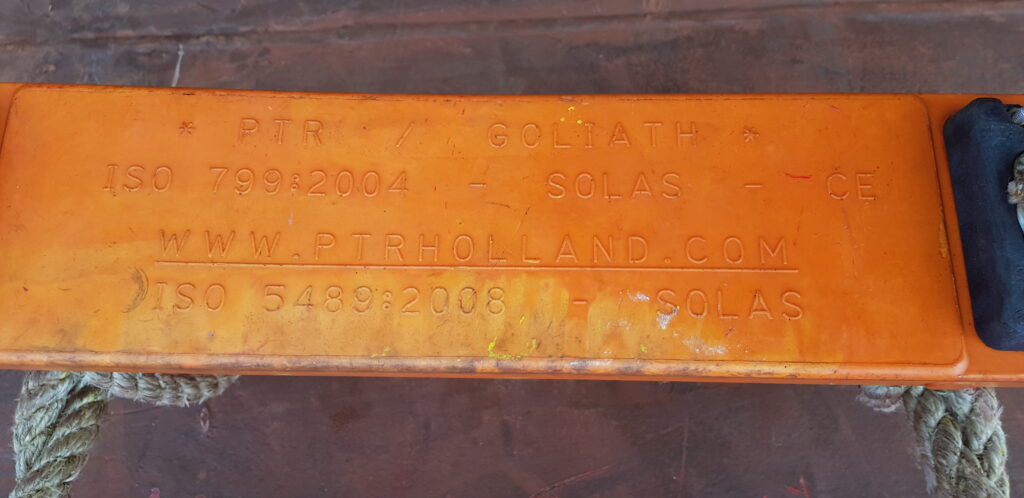 * PTR / GOLIATH *
ISO 799:2004 - SOLAS - CE
WWW.PTRHOLLAND.COM
ISO 5489:2008 - SOLAS